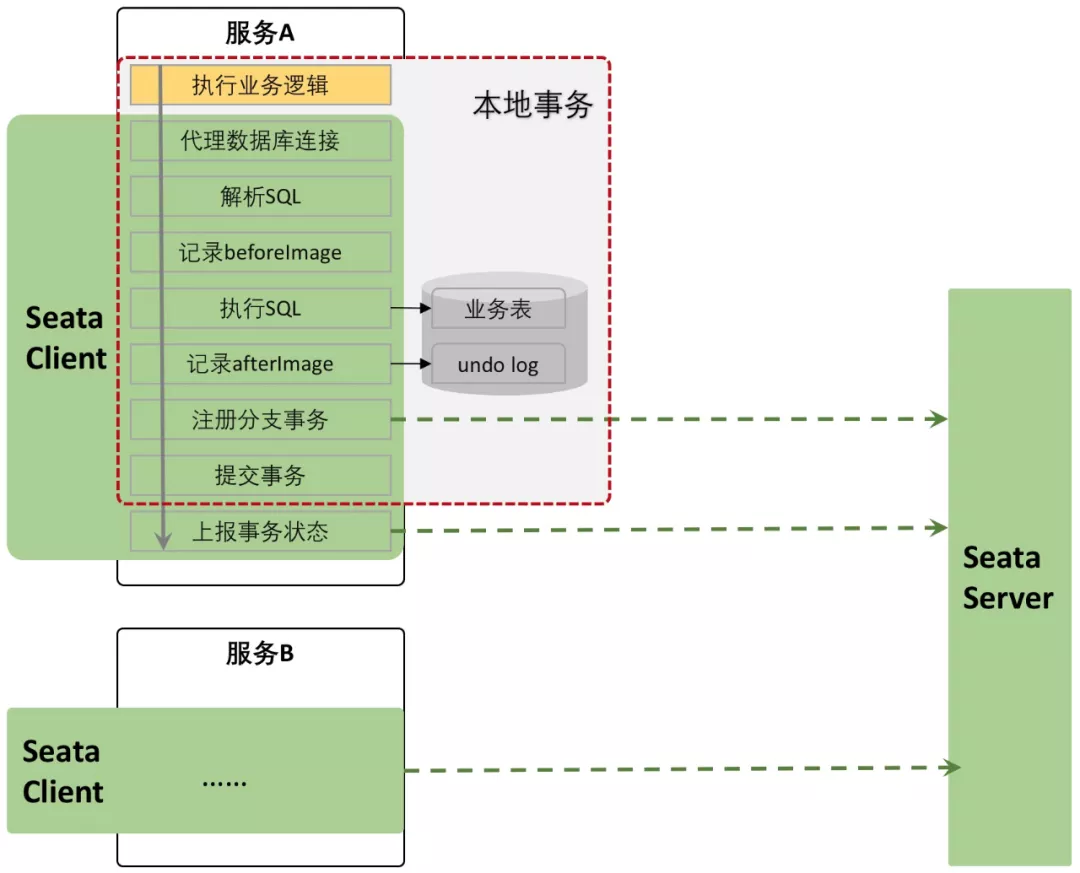 服务A
执行业务逻辑
本地事务
代理数据库连接
解析SQL
记录beforeImage
执行SQL
业务表
记录afterImage
undo log
注册分支事务
提交事务
上报事务状态
Seata
Client
Seata
Server
服务B
Seata
Client
......